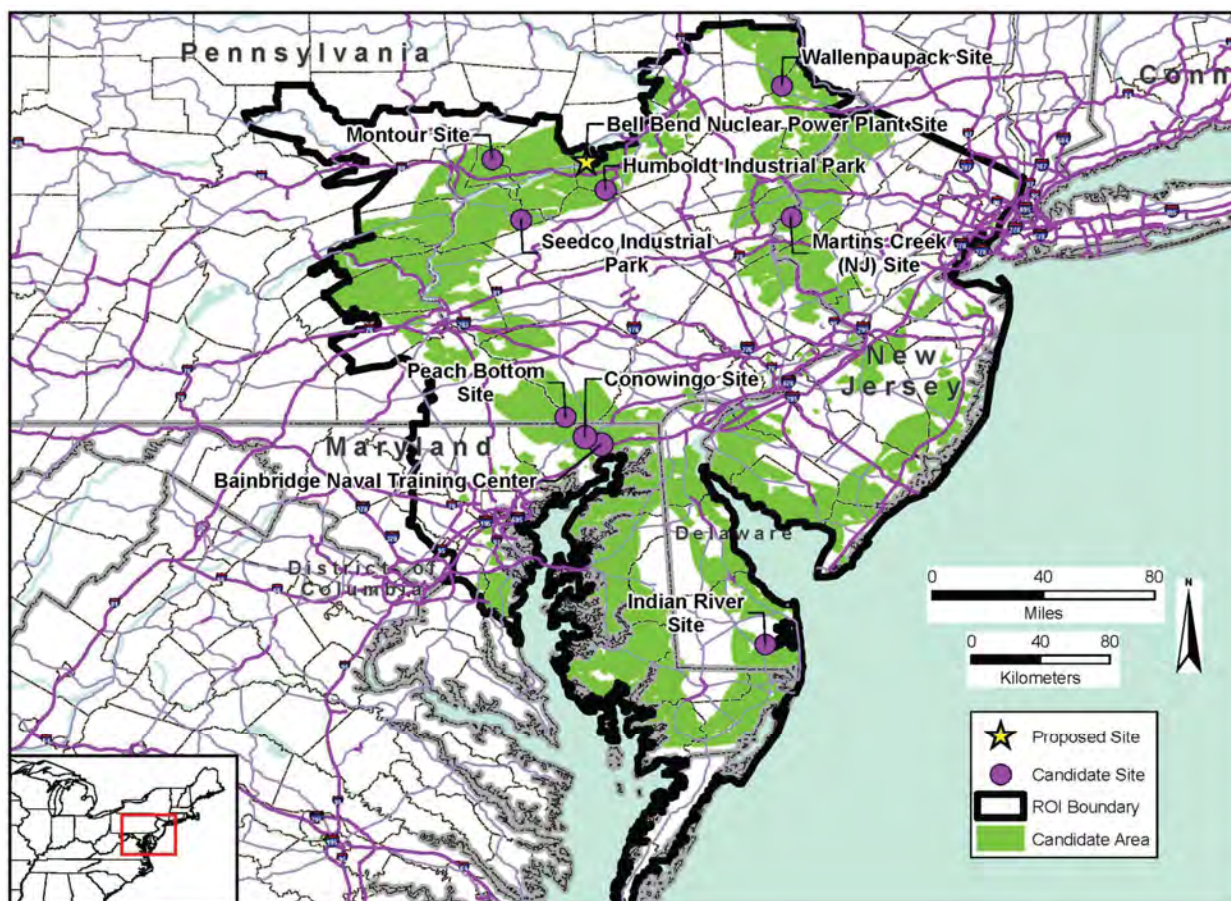 Pennsylvania
Wallenpaupack Site
Conn
Montour Site
Bell Bend Nuclear Power Plant Site
Humboldt Industrial Park
Seedco Industrial
Park
Martins Creek
(NJ) Site
New
Jersey
Peach Bottom
Site
Conowingo Site
Maryland
Bainbridge Naval Training Center
Delaware
District of
Columbia
Indian River
Site
0 40 80
Miles
0 40 80
Kilometers
N
Proposed Site
Candidate Site
ROI Boundary
Candidate Area